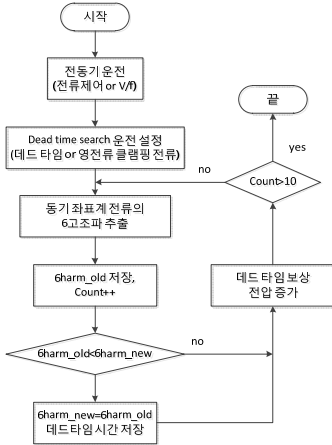 시작
전동기 운전
(전류제어 or V/f)
Dead time search 운전 설정
(데드 타임 or 영전류 클램핑 전류)
동기 좌표계 전류의
6고조파 추출
6harm_old 저장,
Count++
6harm_old<6harm_new
no
6harm_new=6harm_old
데드타임 시간 저장
데드 타임 보상
전압 증가
Count>10
no
yes
끝